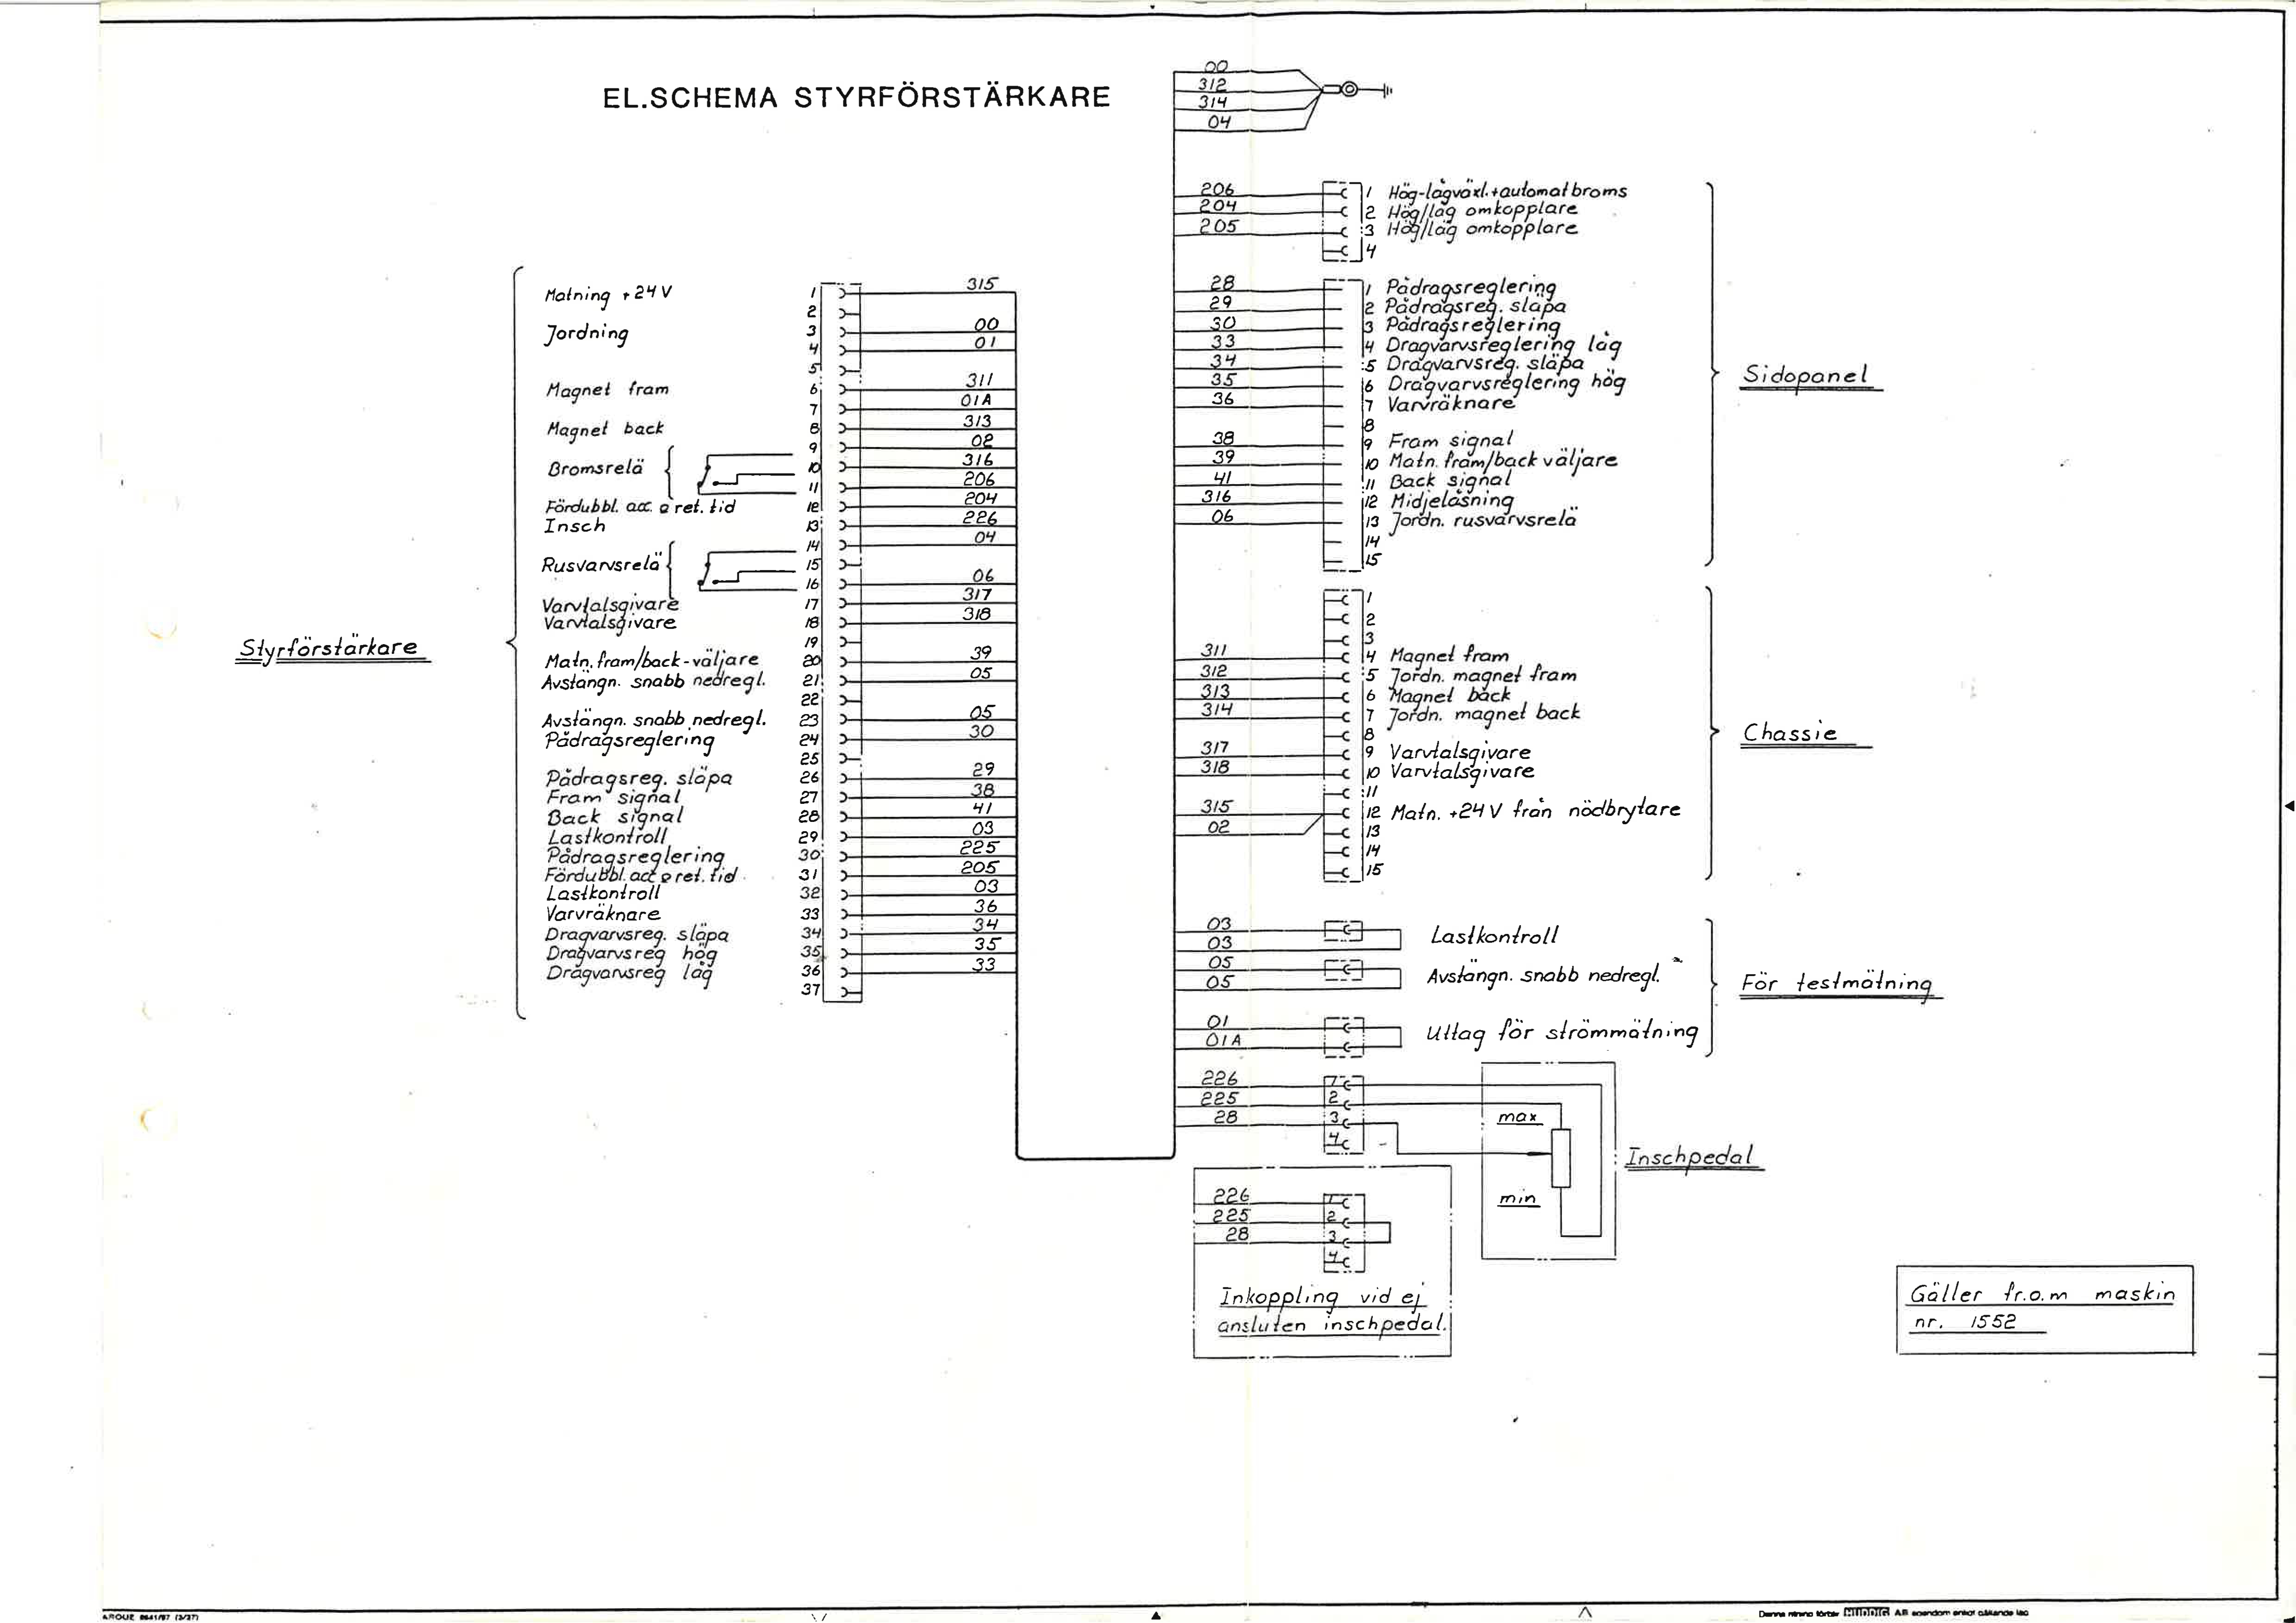 EL.SCHEMA STYRFÖRSTÄRKARE
00
312
314
04
206 1 Hög-lågväxl.+automatbroms
204 2 Hög/låg omkopplare
205 3 Hög/låg omkopplare
4
28 1 Pådragsreglering
29 2 Pådragsreg. släpa
30 3 Pådragsreglering
33 4 Dragvarvsreglering låg
34 5 Dragvarvsreg. släpa
35 6 Dragvarvsreglering hög
36 7 Varvräknare
8
38 9 Fram signal
39 10 Matn. fram/back väljare
41 11 Back signal
316 12 Midjelåsning
06 13 Jordn. rusvarvsrelä
14
15
Sidopanel
1
2
3
311 4 Magnet fram
312 5 Jordn. magnet fram
313 6 Magnet back
314 7 Jordn. magnet back
8
317 9 Varvtalsgivare
318 10 Varvtalsgivare
11
315 12 Matn. +24V från nödbrytare
02 13
14
15
Chassie
03
03 Lastkontroll
05
05 Avstängn. snabb nedregl.
01
01A Uttag för strömmätning
För testmätning
226 1
225 2
28 3
4
max
min
Inschpedal
226 1
225 2
28 3
4
Inkoppling vid ej
ansluten inschpedal.
Styrförstärkare
Matning +24V 1 315
2
Jordning 3 00
4 01
5
Magnet fram 6 311
7 01A
Magnet back 8 313
9 02
Bromsrelä 10 316
11 206
Fördubbl. acc. o ret. tid 12 204
Insch 13 226
14 04
Rusvarvsrelä 15
16 06
Varvtalsgivare 17 317
Varvtalsgivare 18 318
19
Matn. fram/back-väljare 20 39
Avstängn. snabb nedregl. 21 05
22
Avstängn. snabb nedregl. 23 05
Pådragsreglering 24 30
25
Pådragsreg. släpa 26 29
Fram signal 27 38
Back signal 28 41
Lastkontroll 29 03
Pådragsreglering 30 225
Fördubbl. acc o ret. tid. 31 205
Lastkontroll 32 03
Varvräknare 33 36
Dragvarvsreg. släpa 34 34
Dragvarvsreg hög 35 35
Dragvarvsreg låg 36 33
37
Gäller fr.o.m maskin
nr. 1552
HUDDIG AB